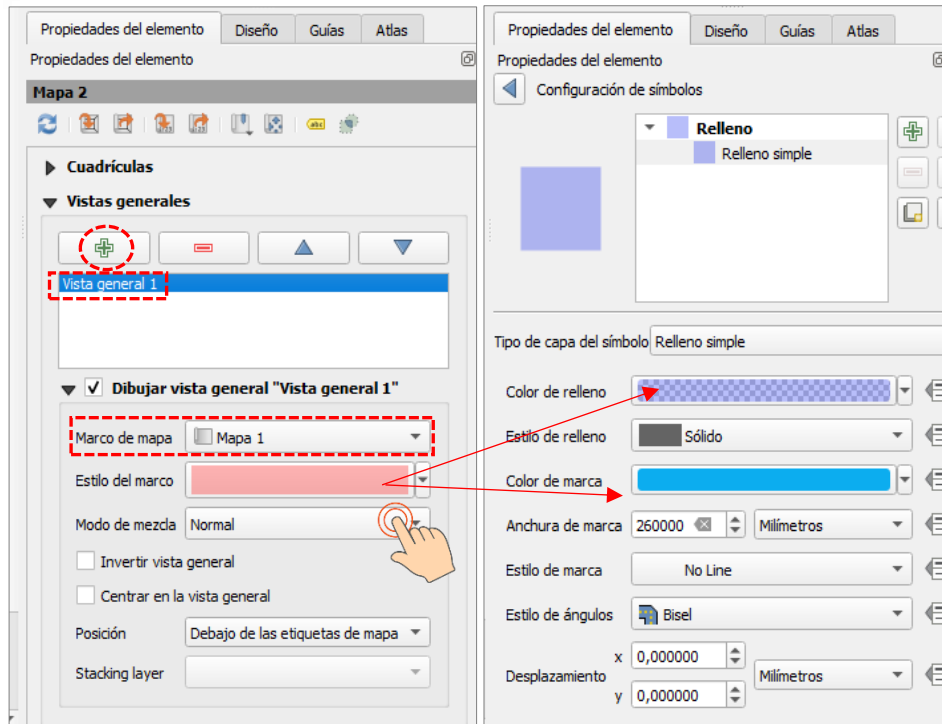 Propiedades del elemento Diseño Guías Atlas
Propiedades del elemento
Mapa 2
Cuadrículas
Vistas generales
Vista general 1
Dibujar vista general "Vista general 1"
Marco de mapa Mapa 1
Estilo del marco
Modo de mezcla Normal
Invertir vista general
Centrar en la vista general
Posición Debajo de las etiquetas de mapa
Stacking layer
Propiedades del elemento Diseño Guías Atlas
Propiedades del elemento
Configuración de símbolos
Relleno
Relleno simple
Tipo de capa del símbolo Relleno simple
Color de relleno
Estilo de relleno Sólido
Color de marca
Anchura de marca 260000 Milímetros
Estilo de marca No Line
Estilo de ángulos Bisel
x 0,000000
Desplazamiento Milímetros
y 0,000000